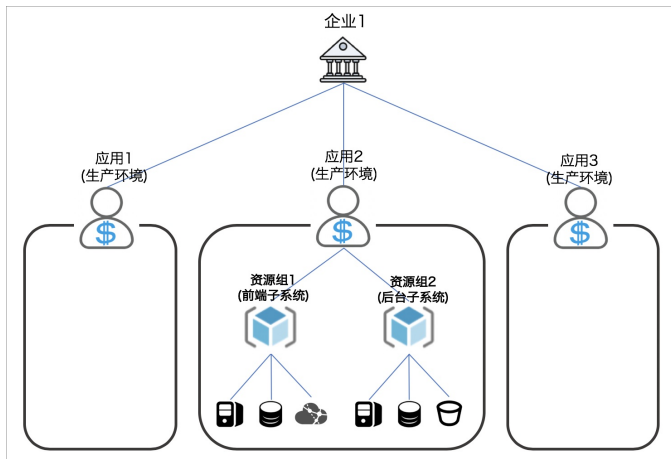 企业1
应用1
(生产环境)
应用2
(生产环境)
应用3
(生产环境)
$
$
$
资源组1
(前端子系统)
资源组2
(后台子系统)